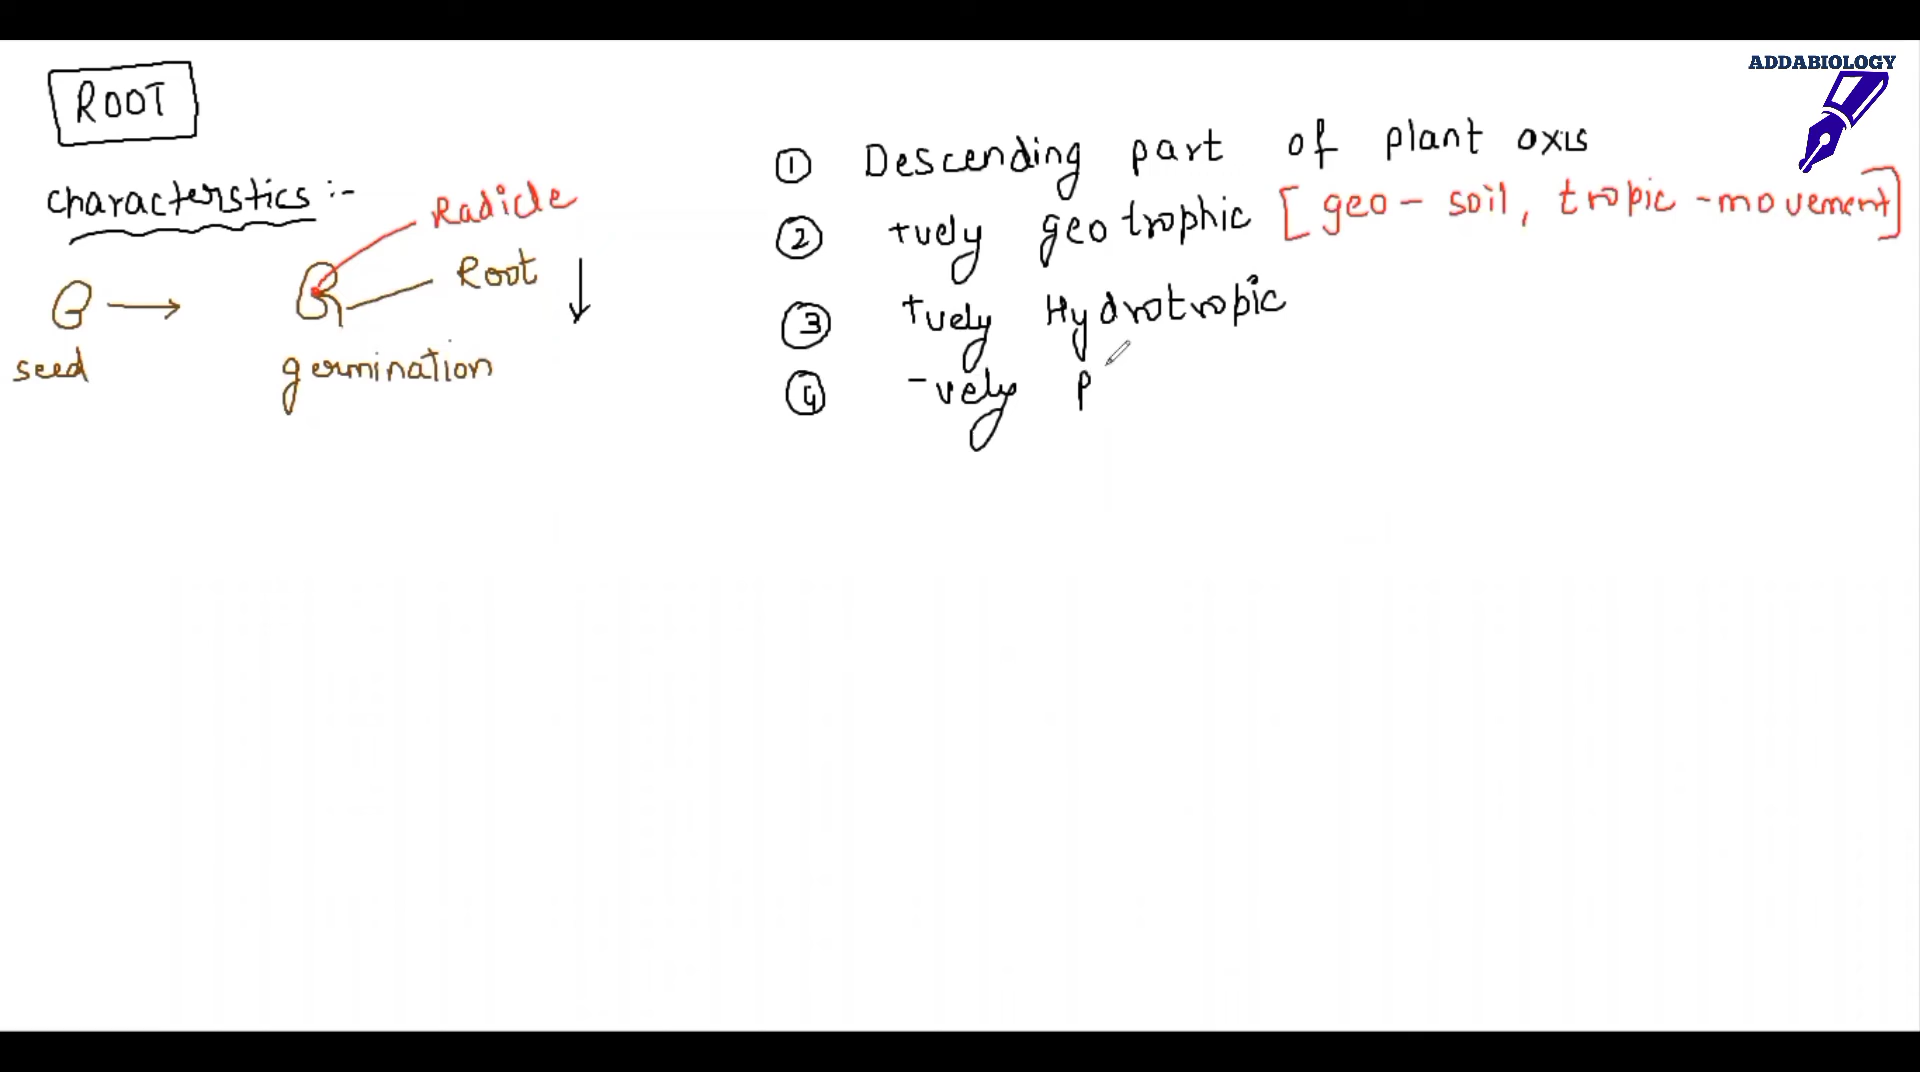 ADDABIOLOGY
ROOT
characterstics :-
Radicle
Root
seed
germination
① Descending part of plant axis
② +vely geotrophic [geo - soil, tropic - movement]
③ +vely Hydrotropic
④ -vely P